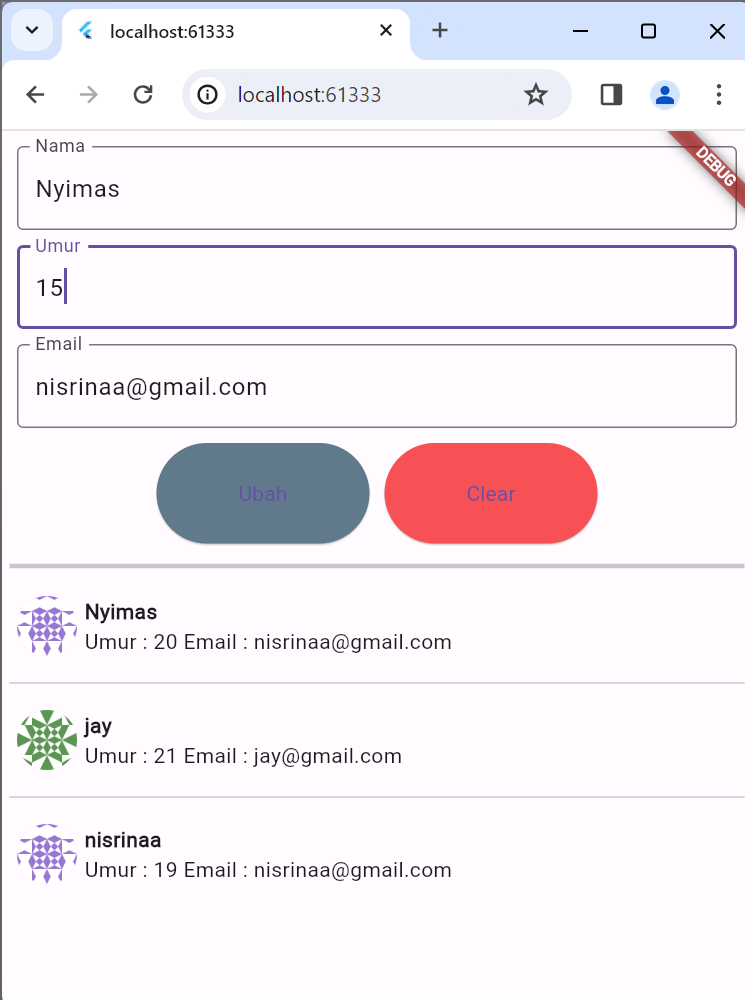 localhost:61333
localhost:61333
DEBUG
Nama
Nyimas
Umur
15
Email
nisrinaa@gmail.com
Ubah Clear
Nyimas
Umur : 20 Email : nisrinaa@gmail.com
jay
Umur : 21 Email : jay@gmail.com
nisrinaa
Umur : 19 Email : nisrinaa@gmail.com